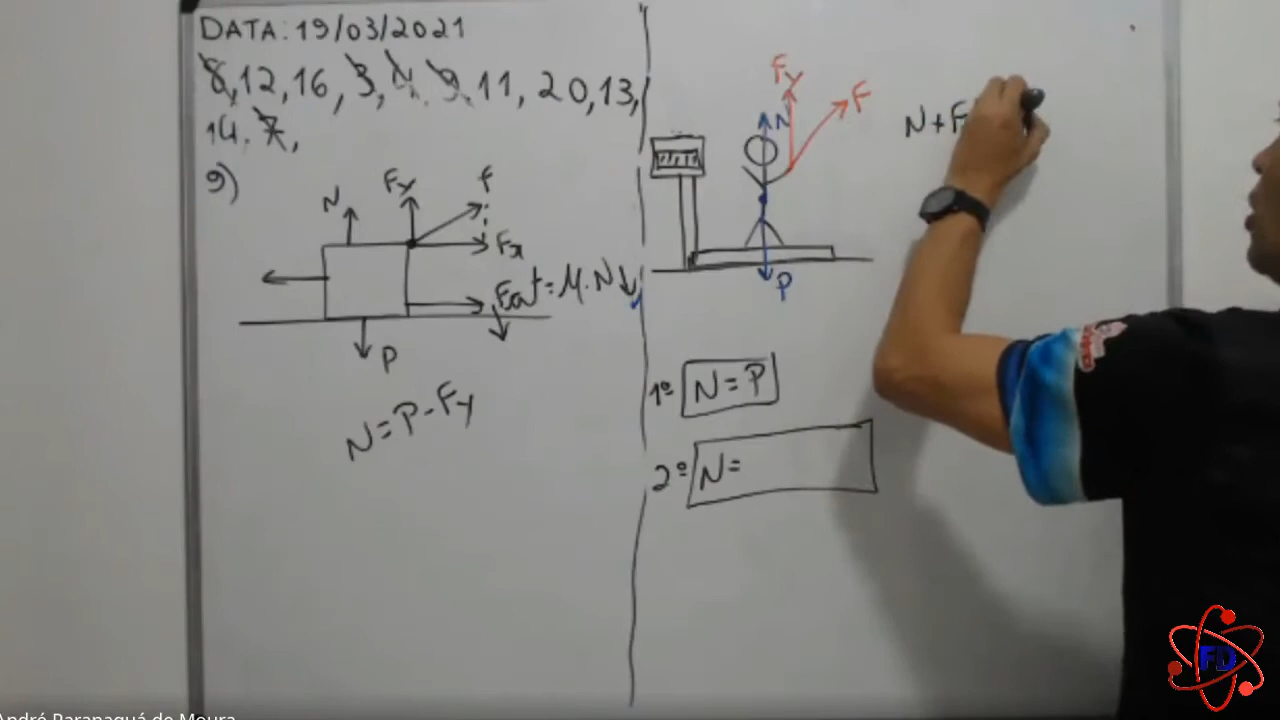 DATA: 19/03/2021
8, 12, 16, 3, 4, 9, 11, 20, 13,
14, 7,
9)
N
Fy
F
Fx
Fat = μ.N↓
P
N = P - Fy
Fy
F
N
P
N+F
1º N = P
2º N =
FD
André Paranaguá de Moura